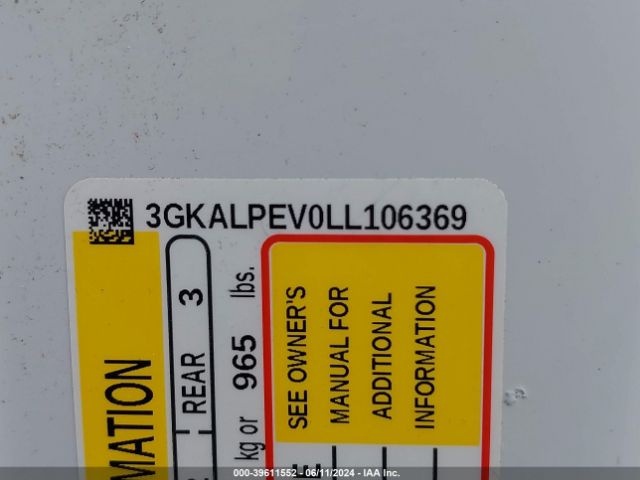 3GKALPEV0LL106369
MATION
REAR 3
kg or 965 lbs.
SEE OWNER'S
MANUAL FOR
ADDITIONAL
INFORMATION
000-39611552 - 06/11/2024 - IAA Inc.